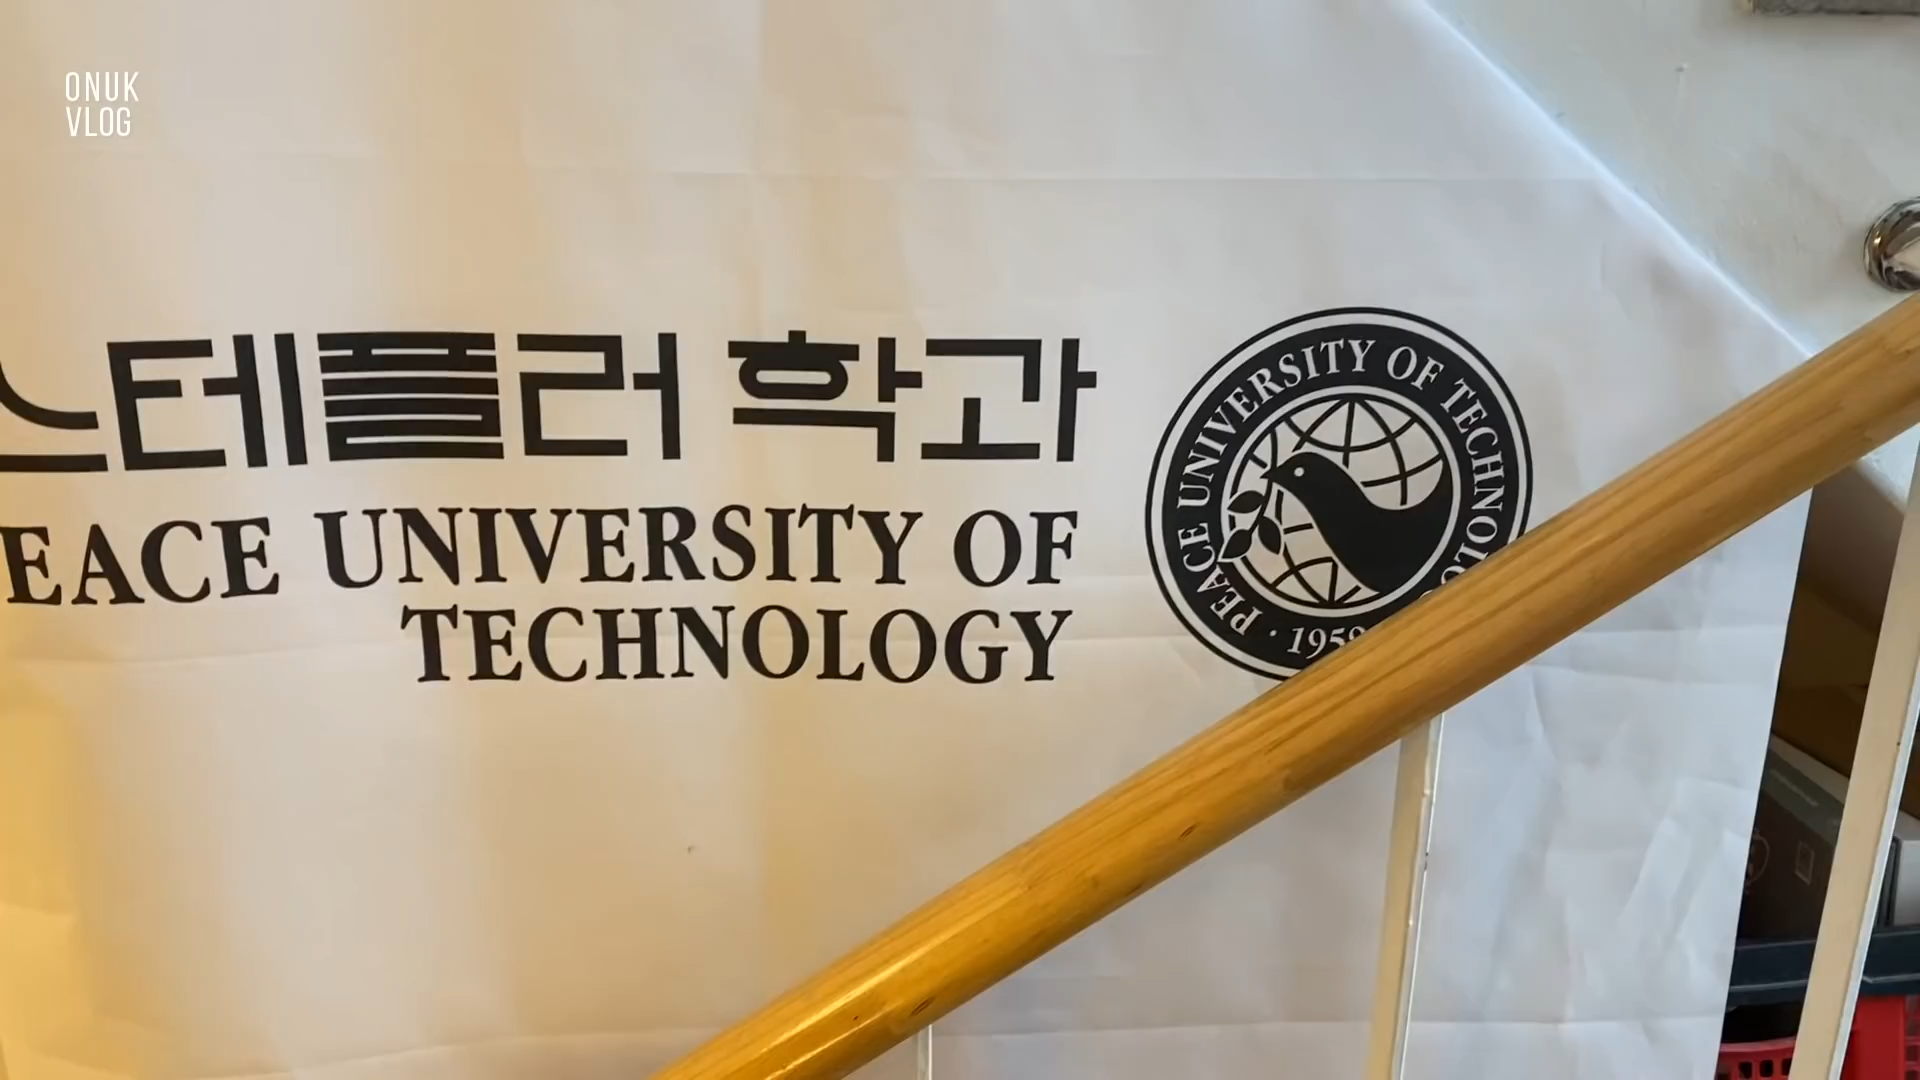 ONUK
VLOG
스테플러 학과
EACE UNIVERSITY OF
TECHNOLOGY
PEACE UNIVERSITY OF TECHNOLO